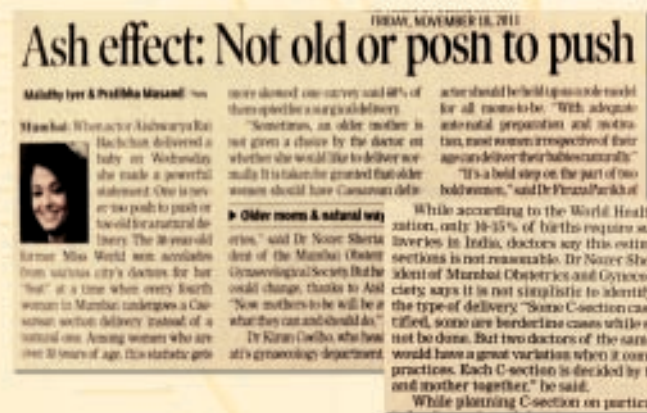 FRIDAY, NOVEMBER 18, 2011
Ash effect: Not old or posh to push
Malathy Iyer & Pratibha Masand
Mumbai: When actor Aishwarya Rai
Bachchan delivered a
baby on Wednesday,
she made a powerful
statement: One is nev-
er too posh to push or
too old for a natural de-
livery. The 38-year-old
former Miss World won accolades
from various city's doctors for her
"feat" at a time when every fourth
woman in Mumbai undergoes a Cae-
sarean section delivery instead of a
natural one. Among women who are
over 30 years of age, this statistic gets
more skewed: one survey said 60% of
them opted for a surgical delivery.
"Sometimes, an older mother is
not given a choice by the doctor on
whether she would like to deliver nor-
mally. It is taken for granted that older
women should have Caesarean deliv-
▶ Older moms & natural way
eries," said Dr Nozer Sheria
dent of the Mumbai Obstetr
Gynaecological Society. But he
could change, thanks to Ash
"Now mothers-to-be will be a
what they can and should do."
Dr Kiran Coelho, who hea
ati's gynaecology department
actor should be held up as a role model
for all moms-to-be. "With adequate
ante-natal preparation and motiva-
tion, most women irrespective of their
age can deliver their babies naturally."
"It's a bold step on the part of two
bold women," said Dr Firuza Parikh of
While according to the World Healt
zation, only 10-15% of births require s
liveries in India, doctors say this estim
sections is not reasonable. Dr Nozer She
ident of Mumbai Obstetrics and Gynecc
ciety, says it is not simplistic to identify
the type of delivery. "Some C-section cas
tified, some are borderline cases while s
not be done. But two doctors of the sam
would have a great variation when it com
practices. Each C-section is decided by t
and mother together," he said.
While planning C-section on partic